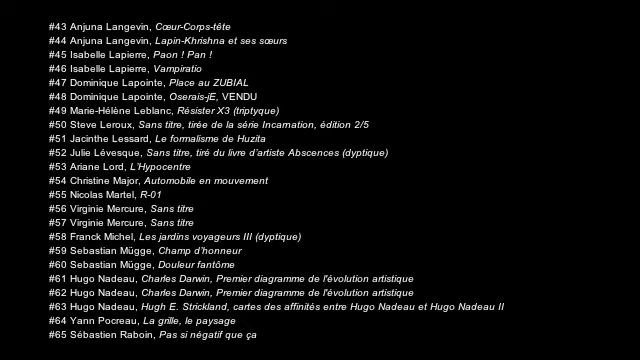 #43 Anjuna Langevin, Cœur-Corps-tête
#44 Anjuna Langevin, Lapin-Khrishna et ses sœurs
#45 Isabelle Lapierre, Paon ! Pan !
#46 Isabelle Lapierre, Vampiratio
#47 Dominique Lapointe, Place au ZUBIAL
#48 Dominique Lapointe, Oserais-jE, VENDU
#49 Marie-Hélène Leblanc, Résister X3 (triptyque)
#50 Steve Leroux, Sans titre, tirée de la série Incarnation, édition 2/5
#51 Jacinthe Lessard, Le formalisme de Huzita
#52 Julie Lévesque, Sans titre, tiré du livre d'artiste Abscences (dyptique)
#53 Ariane Lord, L'Hypocentre
#54 Christine Major, Automobile en mouvement
#55 Nicolas Martel, R-01
#56 Virginie Mercure, Sans titre
#57 Virginie Mercure, Sans titre
#58 Franck Michel, Les jardins voyageurs III (dyptique)
#59 Sebastian Mügge, Champ d'honneur
#60 Sebastian Mügge, Douleur fantôme
#61 Hugo Nadeau, Charles Darwin, Premier diagramme de l'évolution artistique
#62 Hugo Nadeau, Charles Darwin, Premier diagramme de l'évolution artistique
#63 Hugo Nadeau, Hugh E. Strickland, cartes des affinités entre Hugo Nadeau et Hugo Nadeau II
#64 Yann Pocreau, La grille, le paysage
#65 Sébastien Raboin, Pas si négatif que ça